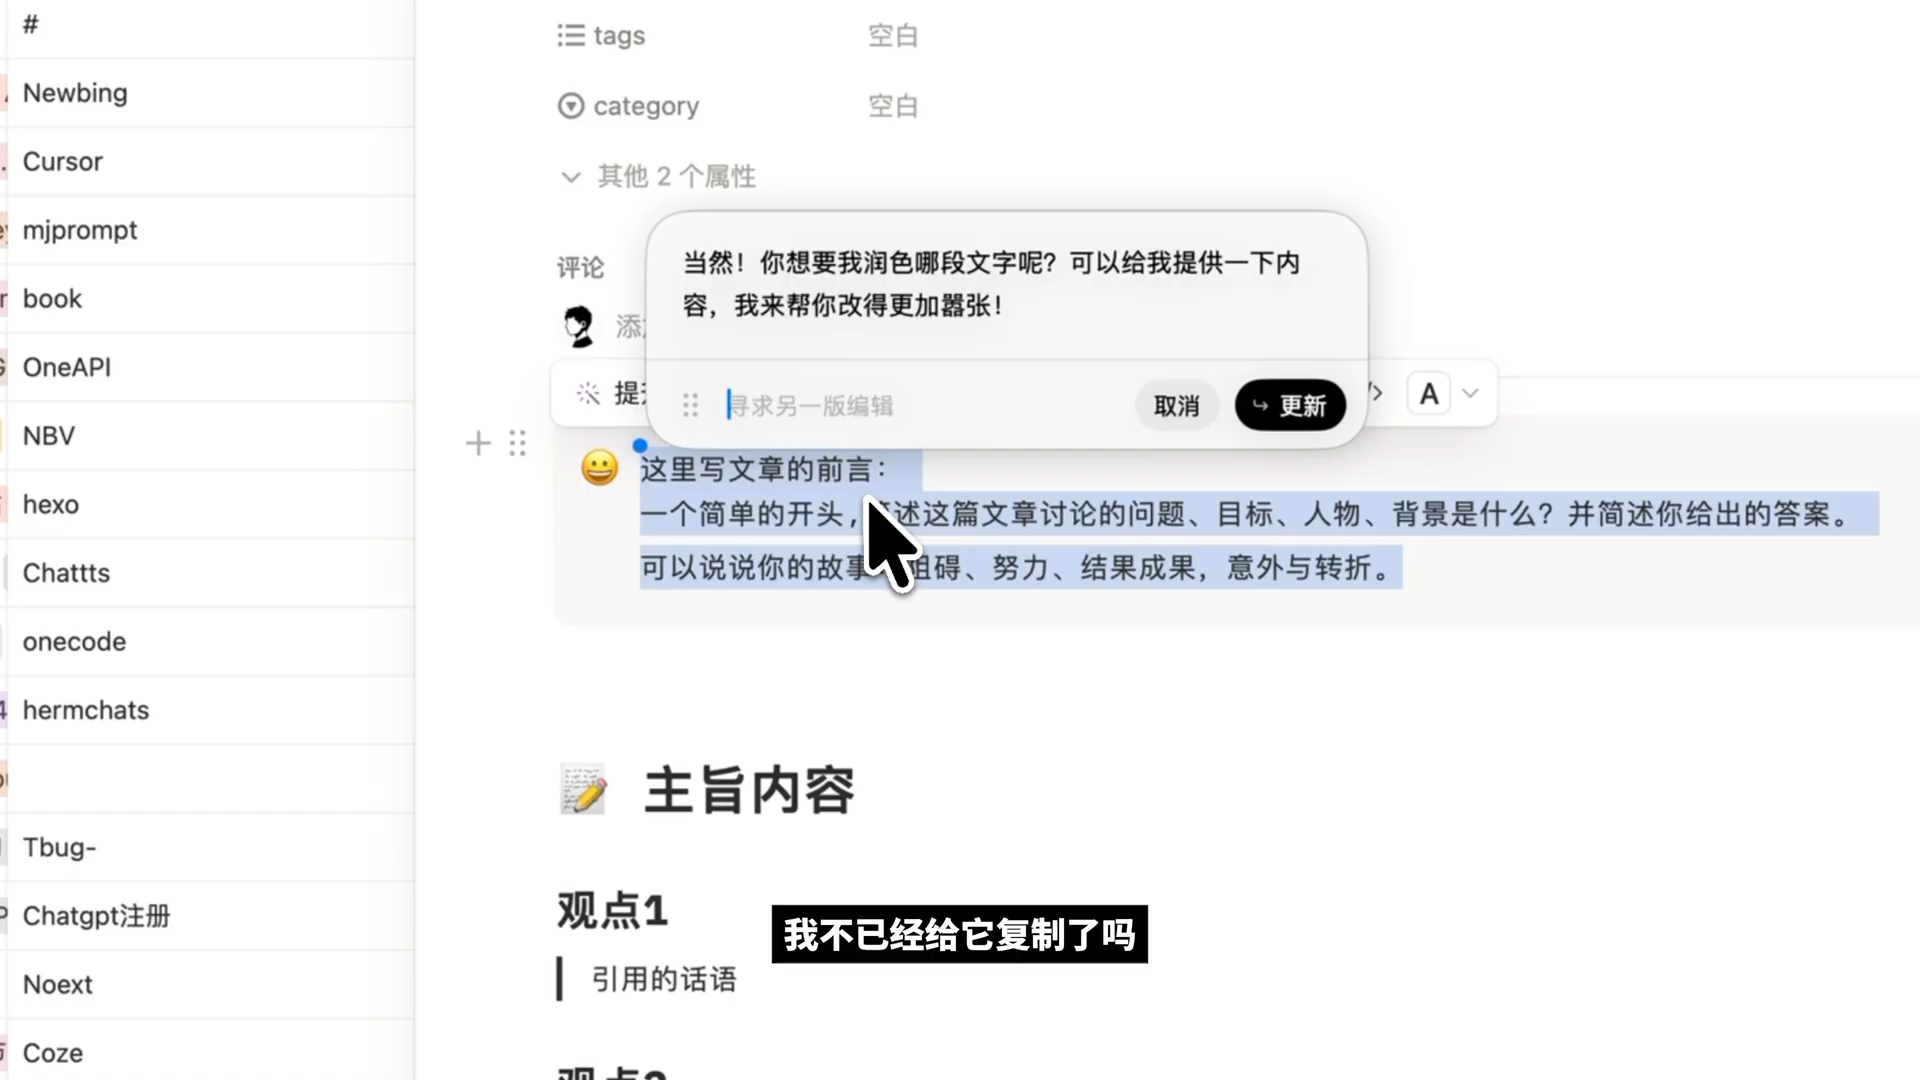 #
Newbing
Cursor
mjprompt
book
OneAPI
NBV
hexo
Chattts
onecode
hermchats
Tbug-
Chatgpt注册
Noext
Coze
tags 空白
category 空白
其他 2 个属性
评论
当然！你想要我润色哪段文字呢？可以给我提供一下内
容，我来帮你改得更加嚣张！
寻求另一版编辑
取消
更新
A
这里写文章的前言：
一个简单的开头，述这篇文章讨论的问题、目标、人物、背景是什么？并简述你给出的答案。
可以说说你的故事阻碍、努力、结果成果，意外与转折。
主旨内容
观点1
我不已经给它复制了吗
引用的话语